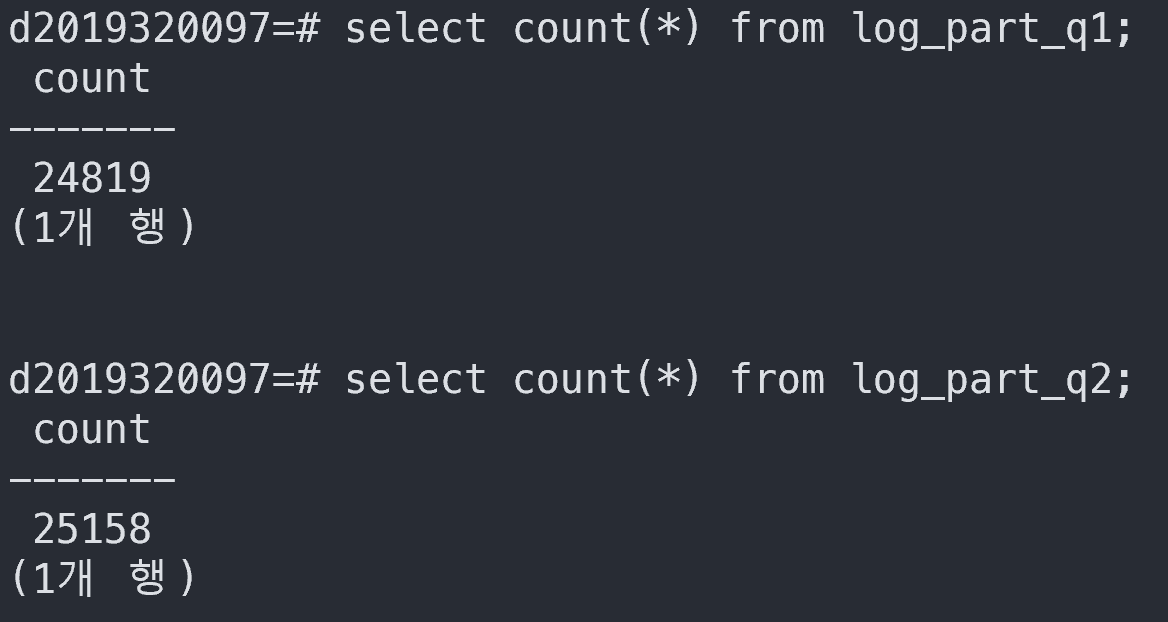 d2019320097=# select count(*) from log_part_q1;
 count
-------
 24819
(1개 행)
d2019320097=# select count(*) from log_part_q2;
 count
-------
 25158
(1개 행)